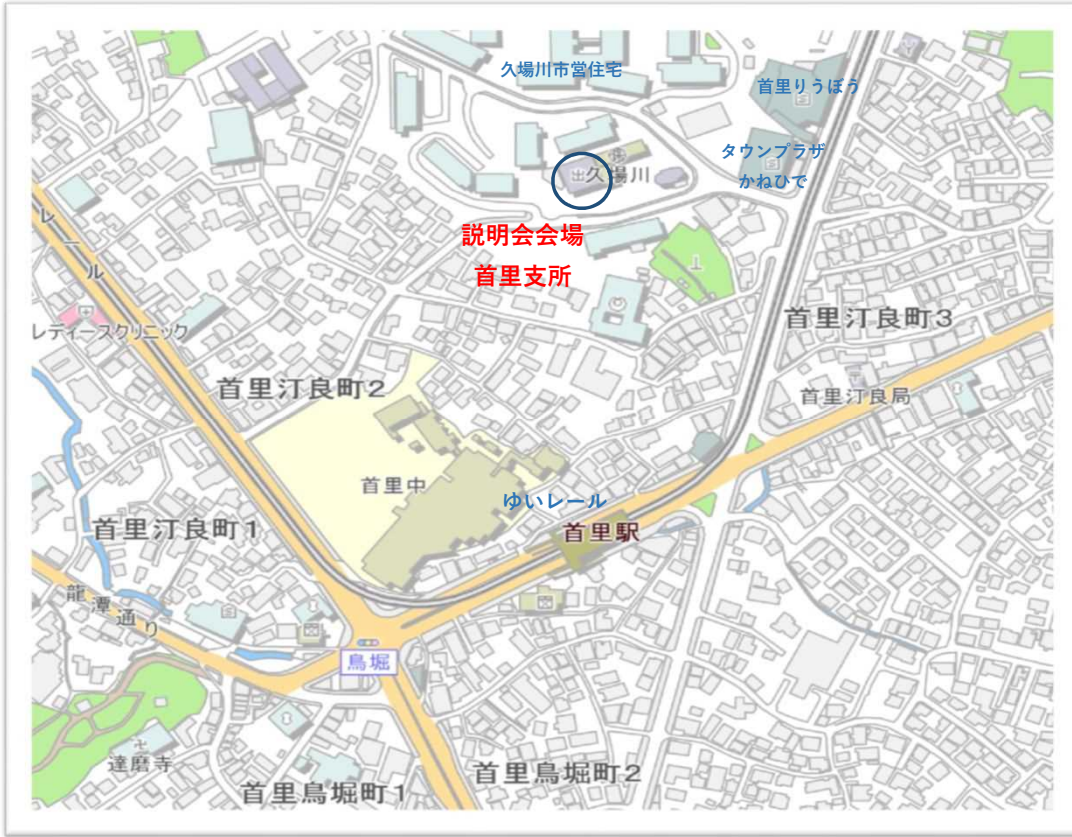 久場川市営住宅
首里りうぼう
タウンプラザ
かねひで
久場川
説明会会場
首里支所
レール
レディースクリニック
首里汀良町3
首里汀良町2
首里汀良局
首里中
ゆいレール
首里駅
首里汀良町1
龍潭通り
鳥堀
達磨寺
首里鳥堀町1
首里鳥堀町2